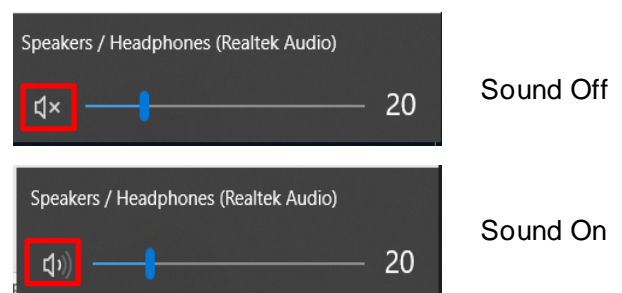 Speakers / Headphones (Realtek Audio)
20
Sound Off
Speakers / Headphones (Realtek Audio)
20
Sound On